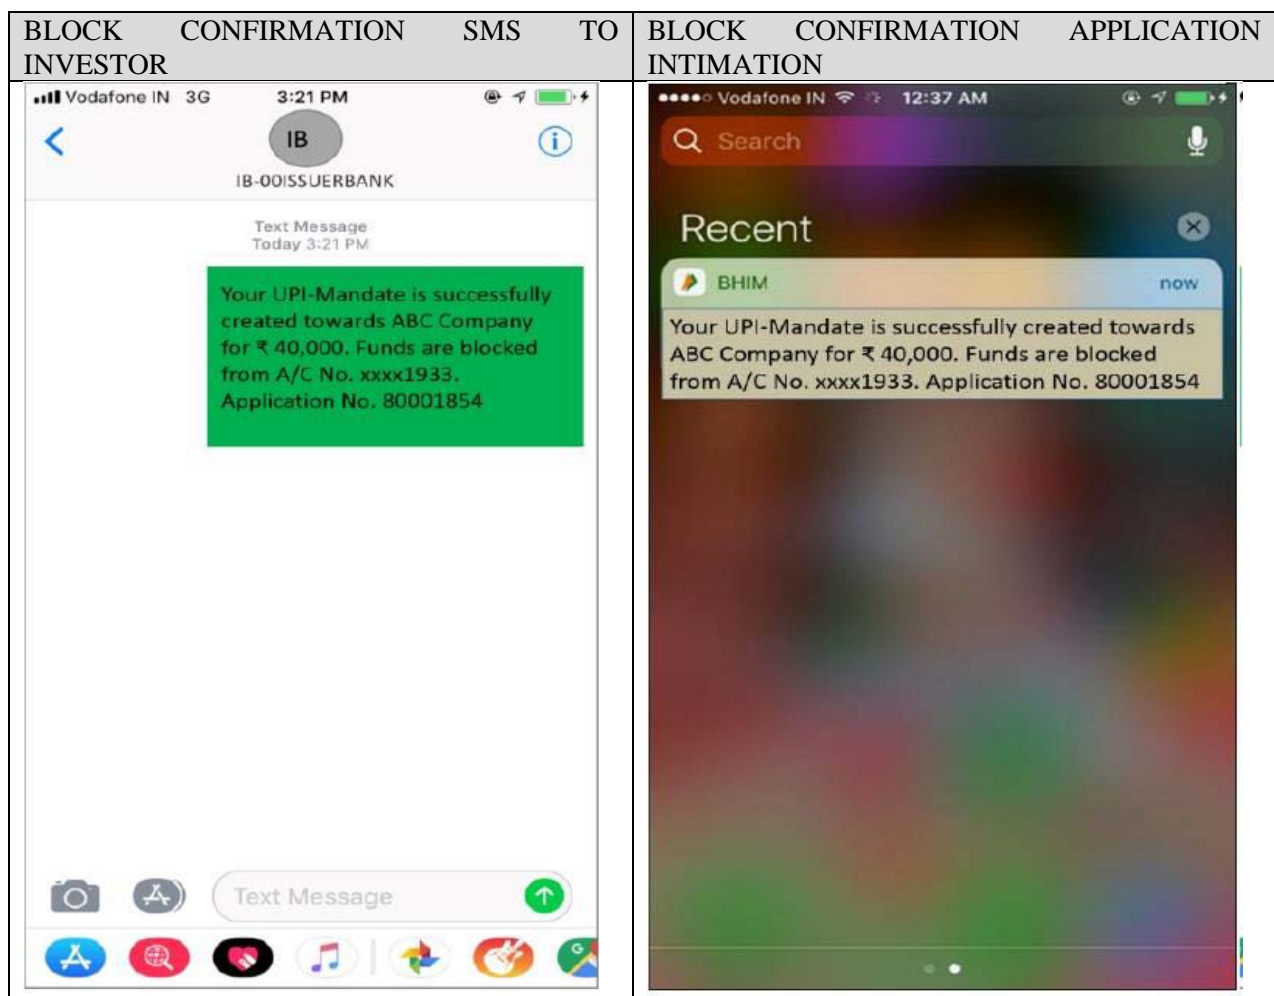 BLOCK CONFIRMATION SMS TO
INVESTOR
Vodafone IN 3G 3:21 PM
IB
IB-00ISSUERBANK
Text Message
Today 3:21 PM
Your UPI-Mandate is successfully
created towards ABC Company
for ₹ 40,000. Funds are blocked
from A/C No. xxxx1933.
Application No. 80001854
Text Message
BLOCK CONFIRMATION APPLICATION
INTIMATION
Vodafone IN 12:37 AM
Search
Recent
BHIM now
Your UPI-Mandate is successfully created towards
ABC Company for ₹ 40,000. Funds are blocked
from A/C No. xxxx1933. Application No. 80001854